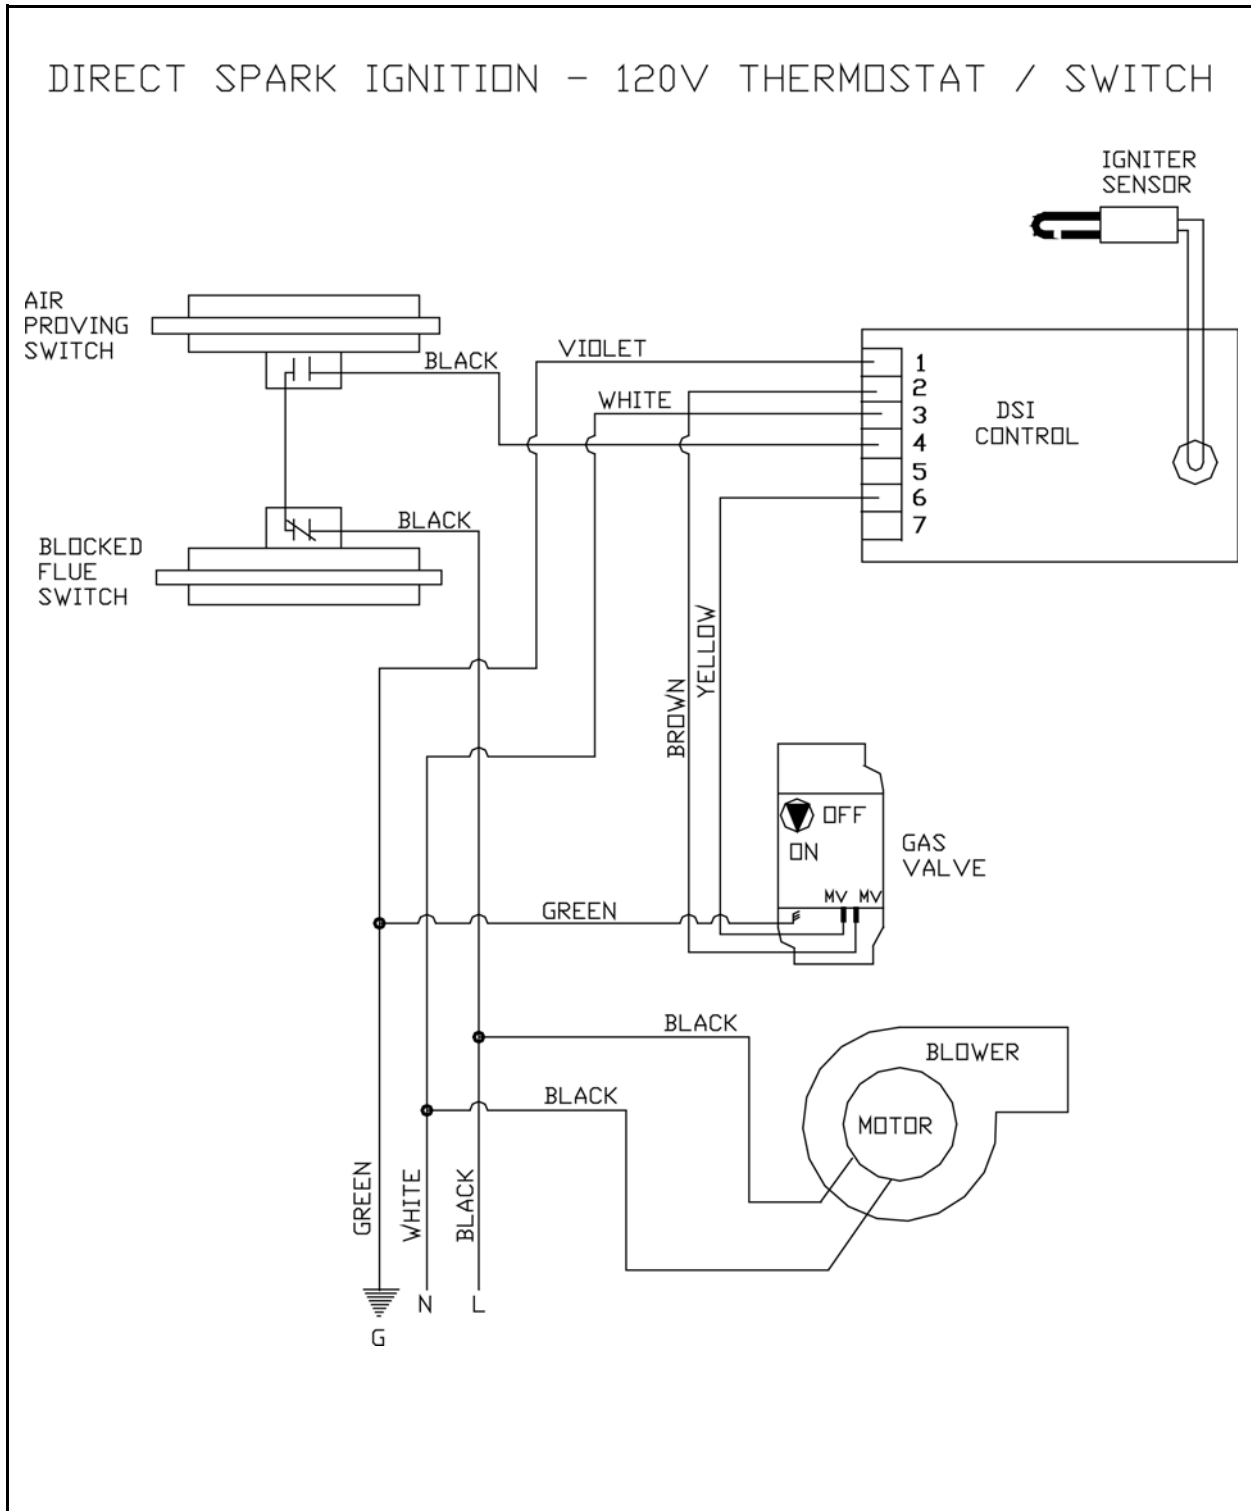 DIRECT SPARK IGNITION - 120V THERMOSTAT / SWITCH
IGNITER
SENSOR
AIR
PROVING
SWITCH
BLACK
VIOLET
WHITE
1
2
3
4
5
6
7
DSI
CONTROL
BLACK
BLOCKED
FLUE
SWITCH
YELLOW
BROWN
OFF
ON
MV MV
GAS
VALVE
GREEN
BLACK
BLOWER
BLACK
MOTOR
GREEN
WHITE
BLACK
N
L
G